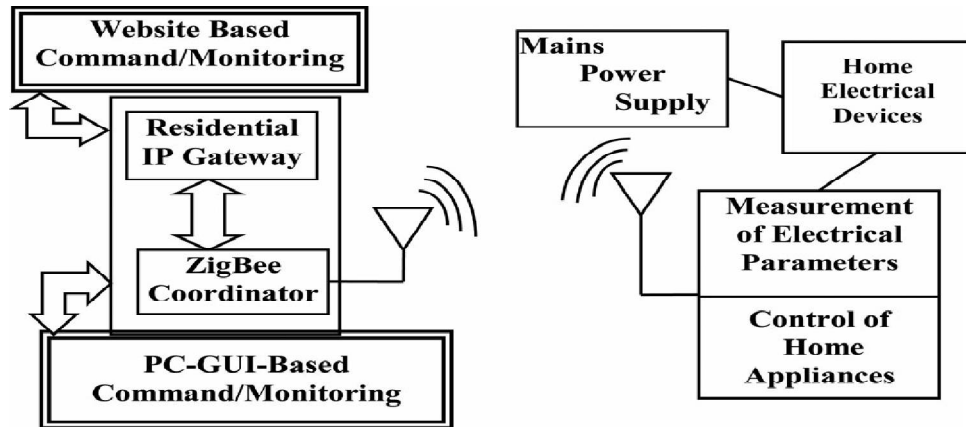 Website Based
Command/Monitoring
Residential
IP Gateway
ZigBee
Coordinator
PC-GUI-Based
Command/Monitoring
Mains
Power
Supply
Home
Electrical
Devices
Measurement
of Electrical
Parameters
Control of
Home
Appliances